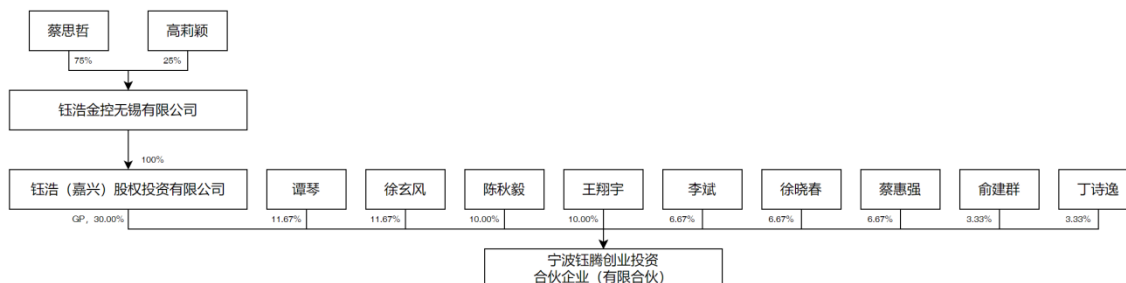 蔡思哲
高莉颖
75%
25%
钰浩金控无锡有限公司
100%
钰浩（嘉兴）股权投资有限公司
谭琴
徐玄风
陈秋毅
王翔宇
李斌
徐晓春
蔡惠强
俞建群
丁诗逸
GP，30.00%
11.67%
11.67%
10.00%
10.00%
6.67%
6.67%
6.67%
3.33%
3.33%
宁波钰腾创业投资
合伙企业（有限合伙）